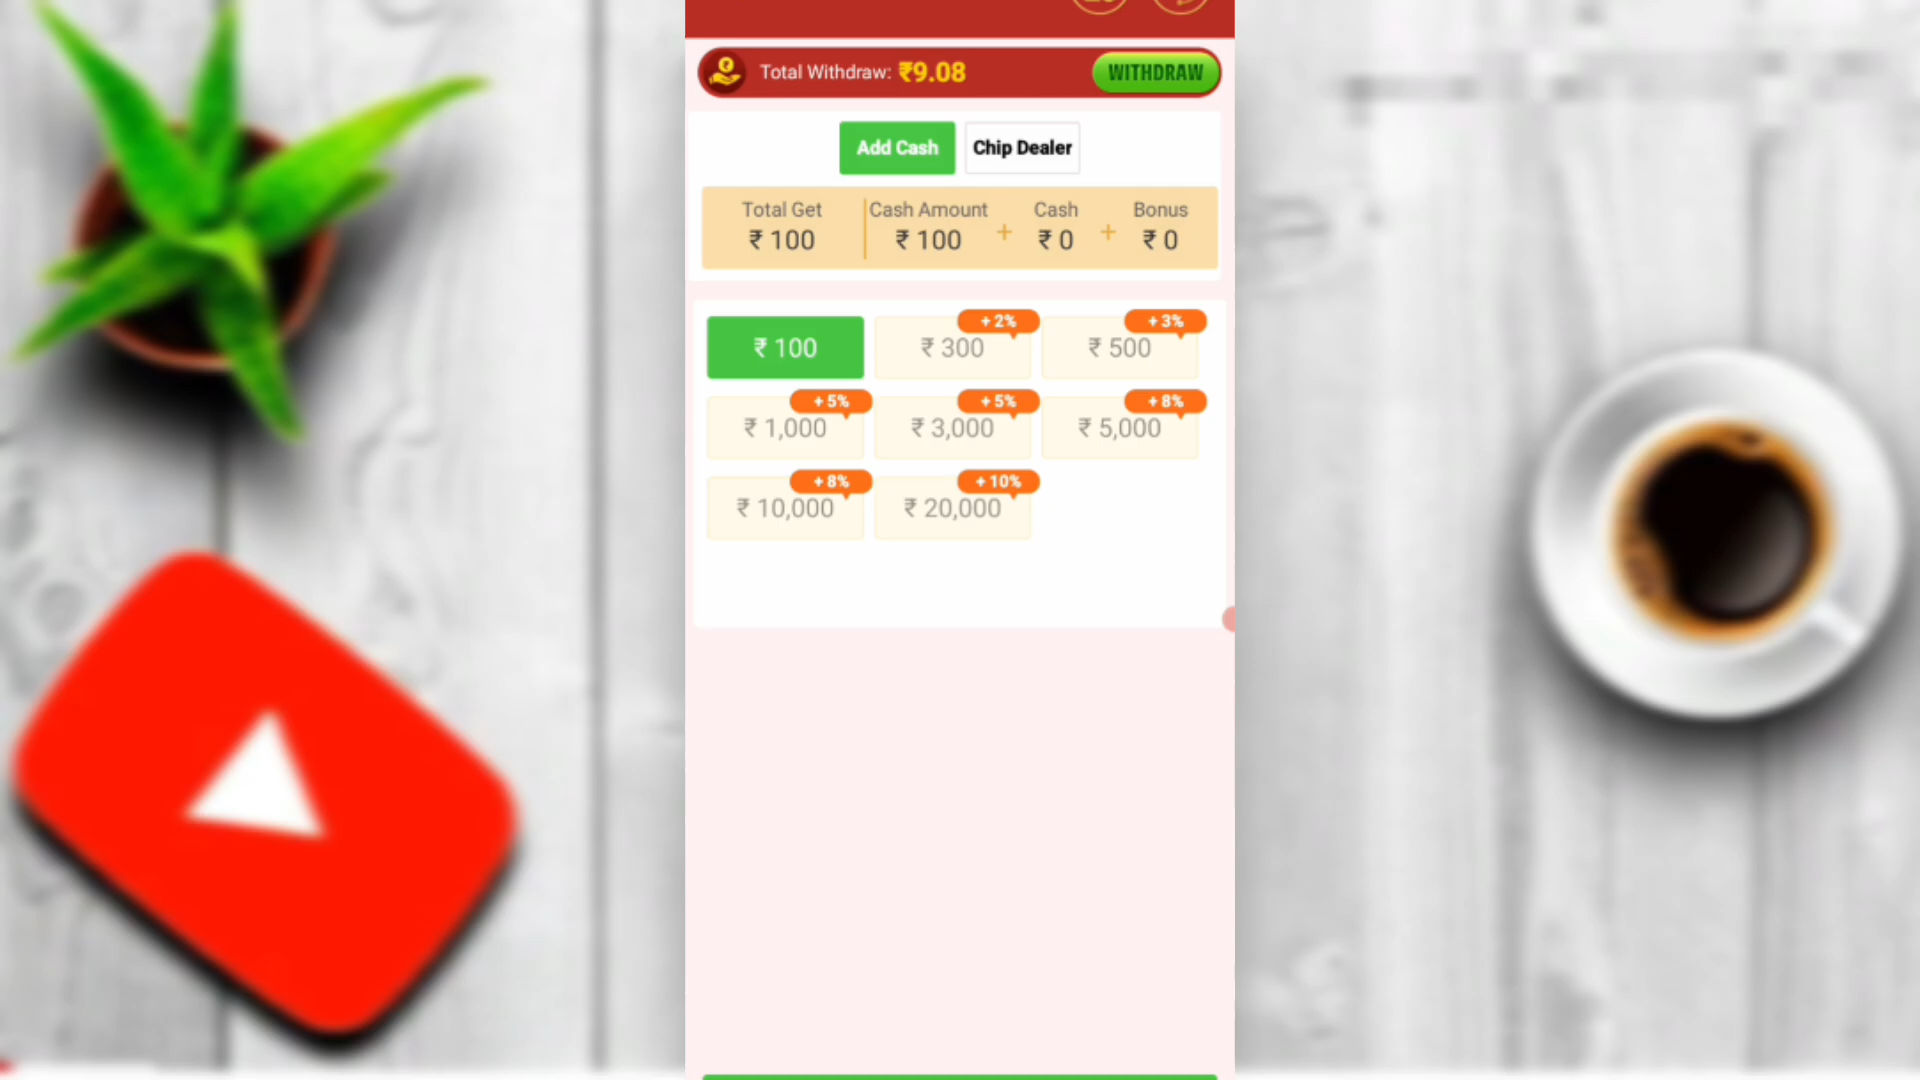 Total Withdraw: ₹9.08 WITHDRAW
Add Cash Chip Dealer
Total Get Cash Amount Cash Bonus
₹ 100 ₹ 100 + ₹ 0 + ₹ 0
+ 2% + 3%
₹ 100 ₹ 300 ₹ 500
+ 5% + 5% + 8%
₹ 1,000 ₹ 3,000 ₹ 5,000
+ 8% + 10%
₹ 10,000 ₹ 20,000